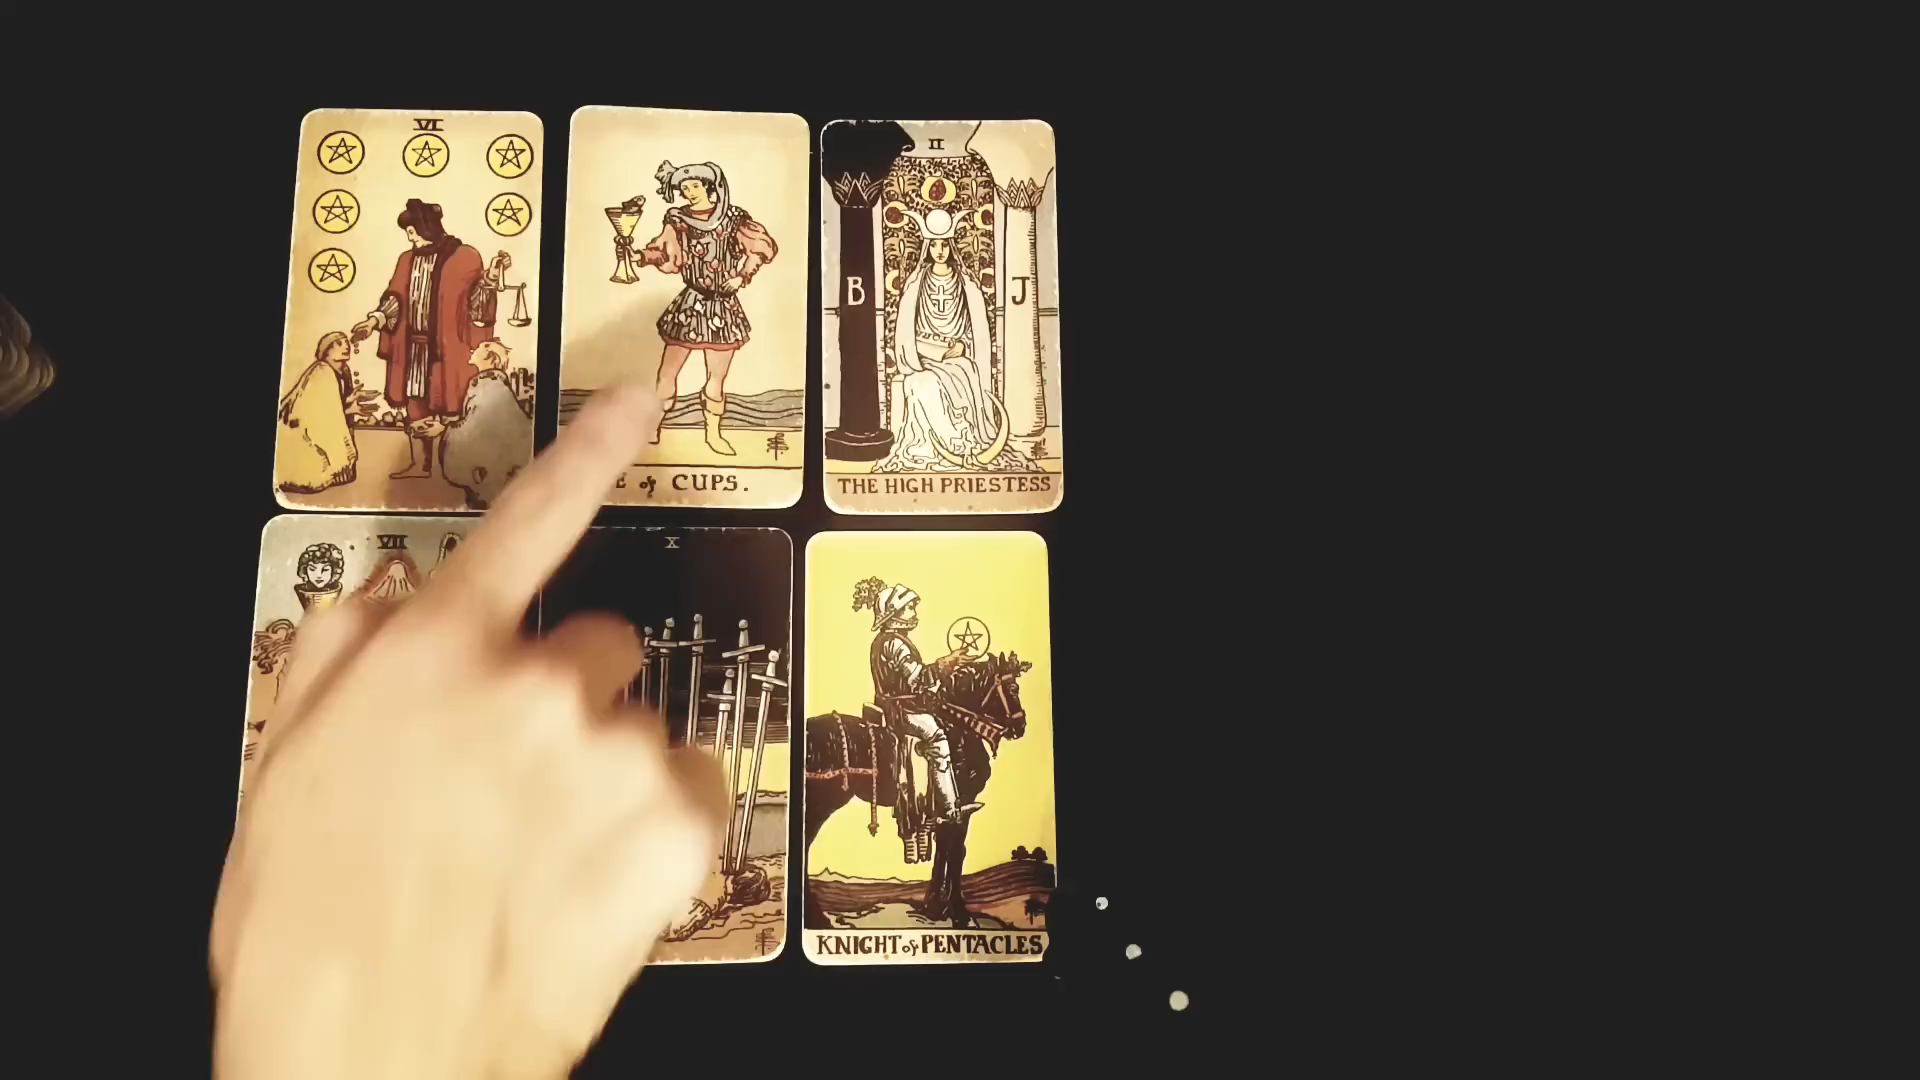 VI
II
B
J
E of CUPS.
THE HIGH PRIESTESS
VII
X
KNIGHT of PENTACLES